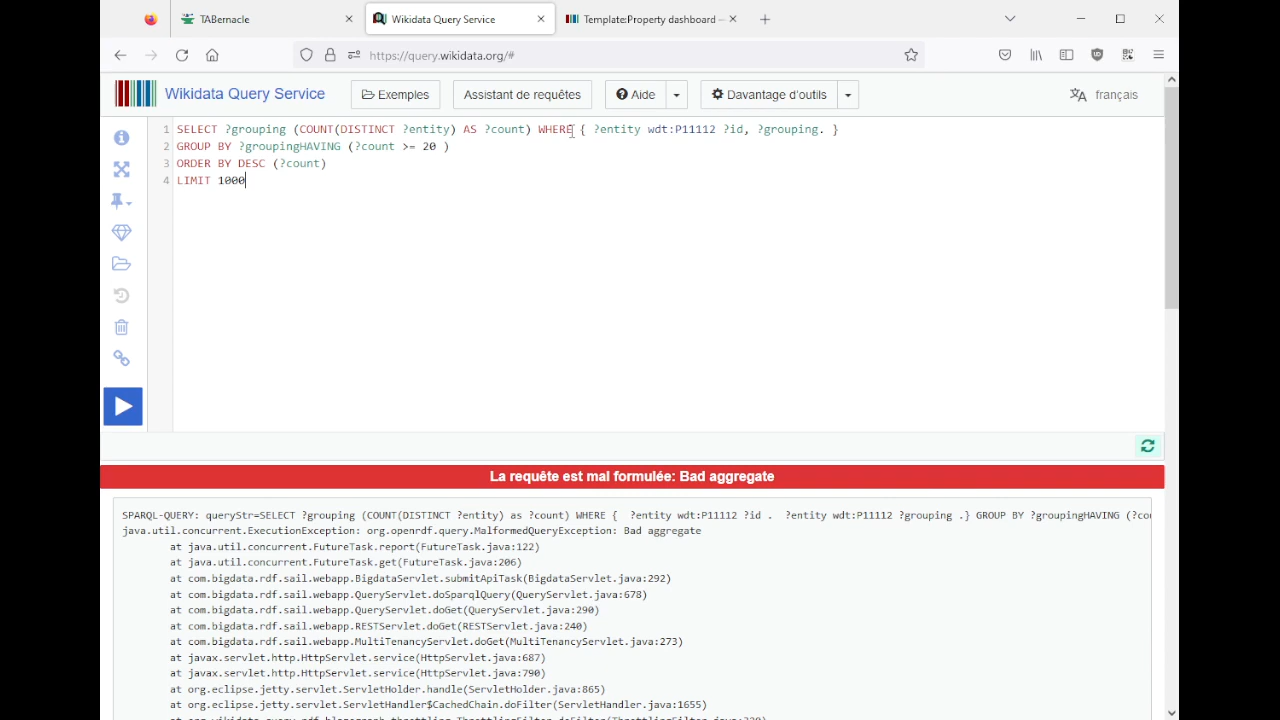 TABernacle
Wikidata Query Service
Template:Property dashboard –
https://query.wikidata.org/#
Wikidata Query Service
Exemples
Assistant de requêtes
Aide
Davantage d'outils
français
1 SELECT ?grouping (COUNT(DISTINCT ?entity) AS ?count) WHERE { ?entity wdt:P11112 ?id, ?grouping. }
2 GROUP BY ?groupingHAVING (?count >= 20 )
3 ORDER BY DESC (?count)
4 LIMIT 1000
La requête est mal formulée: Bad aggregate
SPARQL-QUERY: queryStr=SELECT ?grouping (COUNT(DISTINCT ?entity) as ?count) WHERE {  ?entity wdt:P11112 ?id .  ?entity wdt:P11112 ?grouping .} GROUP BY ?groupingHAVING (?co
java.util.concurrent.ExecutionException: org.openrdf.query.MalformedQueryException: Bad aggregate
at java.util.concurrent.FutureTask.report(FutureTask.java:122)
at java.util.concurrent.FutureTask.get(FutureTask.java:206)
at com.bigdata.rdf.sail.webapp.BigdataServlet.submitApiTask(BigdataServlet.java:292)
at com.bigdata.rdf.sail.webapp.QueryServlet.doSparqlQuery(QueryServlet.java:678)
at com.bigdata.rdf.sail.webapp.QueryServlet.doGet(QueryServlet.java:290)
at com.bigdata.rdf.sail.webapp.RESTServlet.doGet(RESTServlet.java:240)
at com.bigdata.rdf.sail.webapp.MultiTenancyServlet.doGet(MultiTenancyServlet.java:273)
at javax.servlet.http.HttpServlet.service(HttpServlet.java:687)
at javax.servlet.http.HttpServlet.service(HttpServlet.java:790)
at org.eclipse.jetty.servlet.ServletHolder.handle(ServletHolder.java:865)
at org.eclipse.jetty.servlet.ServletHandler$CachedChain.doFilter(ServletHandler.java:1655)